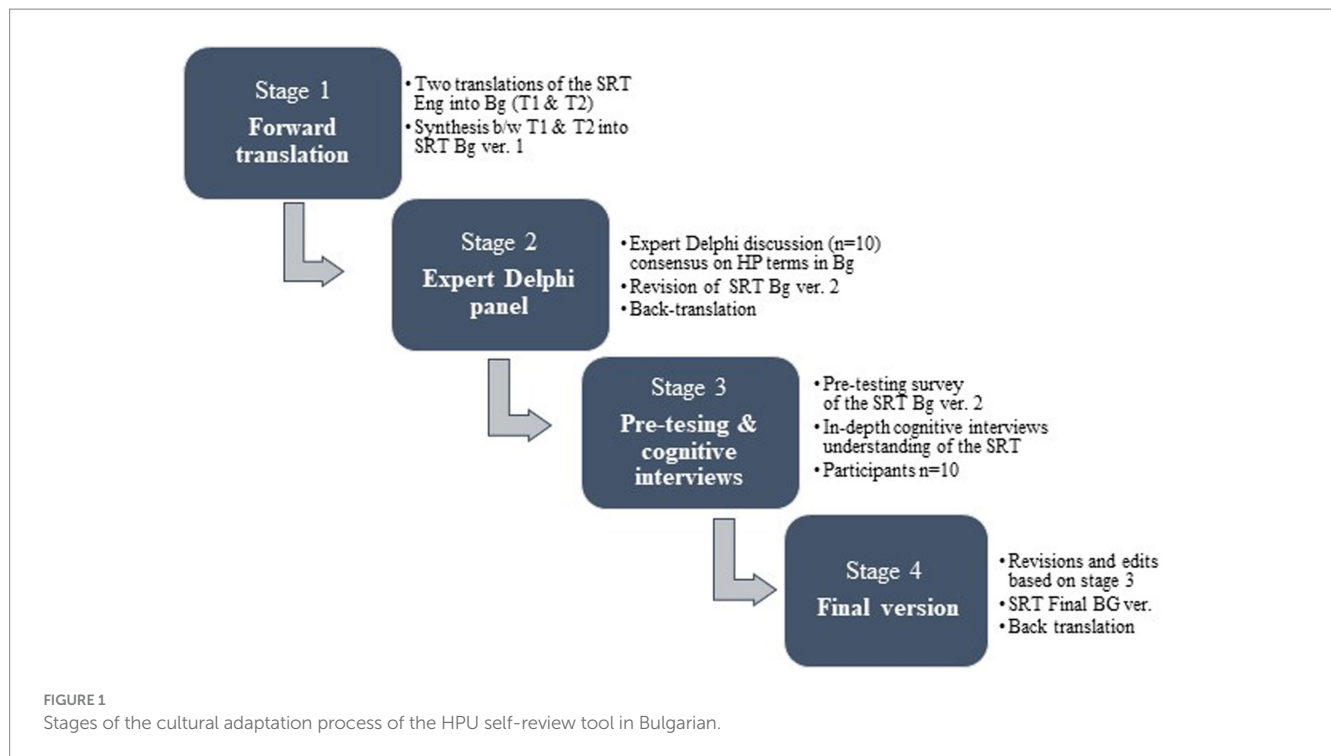 Stage 1
Forward
translation
• Two translations of the SRT
Eng into Bg (T1 & T2)
• Synthesis b/w T1 & T2 into
SRT Bg ver. 1
Stage 2
Expert Delphi
panel
• Expert Delphi discussion (n=10)
consensus on HP terms in Bg
• Revision of SRT Bg ver. 2
• Back-translation
Stage 3
Pre-tesing &
cognitive
interviews
• Pre-testing survey
of the SRT Bg ver. 2
• In-depth cognitive interviews
understanding of the SRT
• Participants n=10
Stage 4
Final version
• Revisions and edits
based on stage 3
• SRT Final BG ver.
• Back translation
FIGURE 1
Stages of the cultural adaptation process of the HPU self-review tool in Bulgarian.